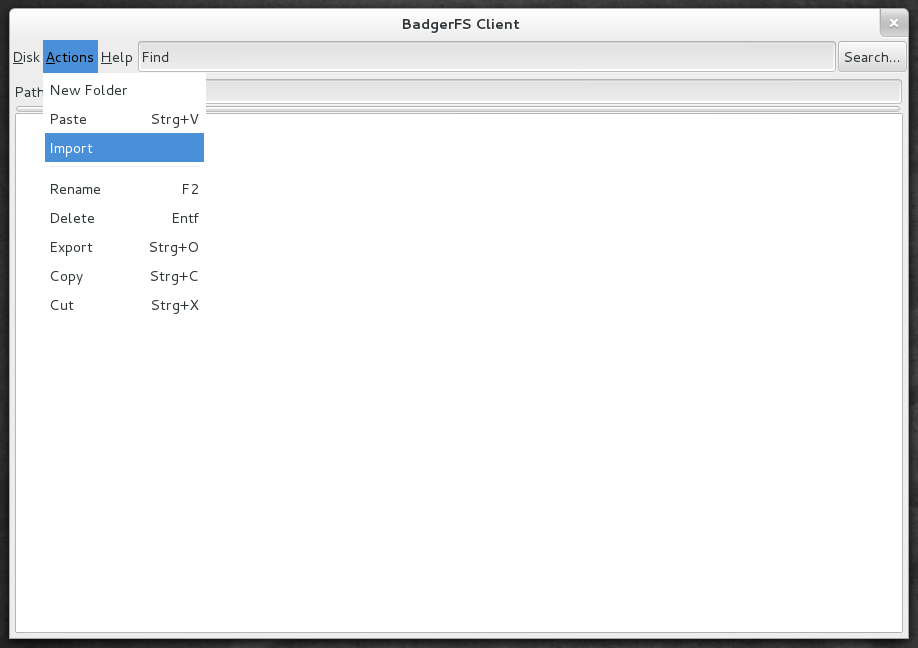 BadgerFS Client
Disk Actions Help Find Search...
Path
New Folder
Paste Strg+V
Import
Rename F2
Delete Entf
Export Strg+O
Copy Strg+C
Cut Strg+X